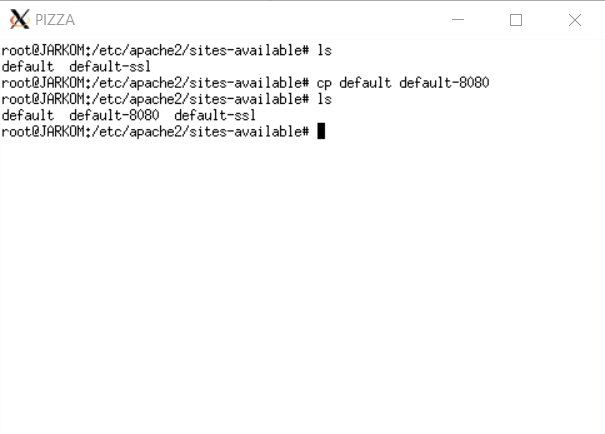 PIZZA
root@JARKOM:/etc/apache2/sites-available# ls
default  default-ssl
root@JARKOM:/etc/apache2/sites-available# cp default default-8080
root@JARKOM:/etc/apache2/sites-available# ls
default  default-8080  default-ssl
root@JARKOM:/etc/apache2/sites-available#